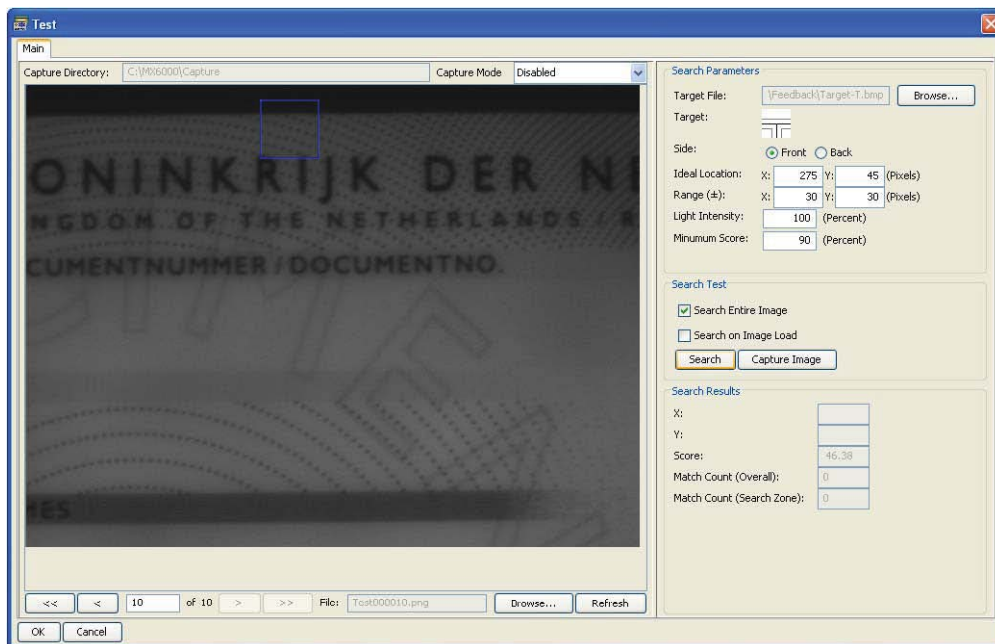 Test
Main
Capture Directory: C:\MX6000\Capture Capture Mode Disabled
ONINKRIJK DER NE
NGDOM OF THE NETHERLANDS / R
CUMENTNUMMER / DOCUMENTNO.
MES
<< < 10 of 10 > >> File: Test000010.png Browse... Refresh
OK Cancel
Search Parameters
Target File: \Feedback\Target-T.bmp Browse...
Target:
Side: Front Back
Ideal Location: X: 275 Y: 45 (Pixels)
Range (±): X: 30 Y: 30 (Pixels)
Light Intensity: 100 (Percent)
Minumum Score: 90 (Percent)
Search Test
Search Entire Image
Search on Image Load
Search Capture Image
Search Results
X:
Y:
Score: 46.38
Match Count (Overall): 0
Match Count (Search Zone): 0